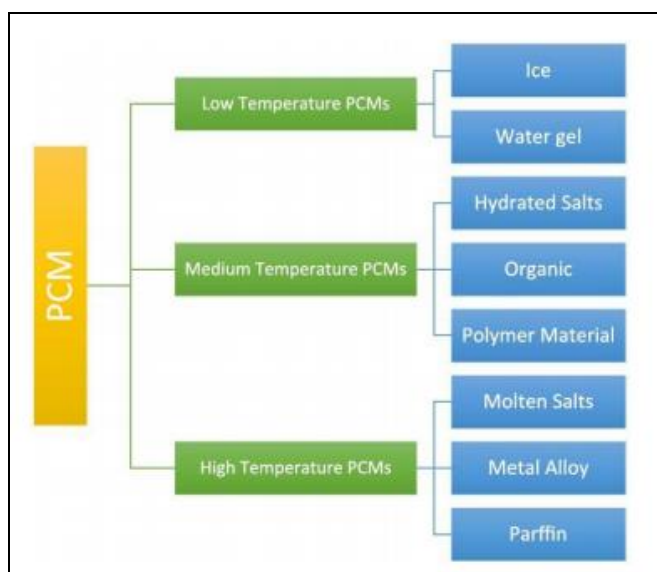 PCM
Low Temperature PCMs
Ice
Water gel
Medium Temperature PCMs
Hydrated Salts
Organic
Polymer Material
High Temperature PCMs
Molten Salts
Metal Alloy
Parffin